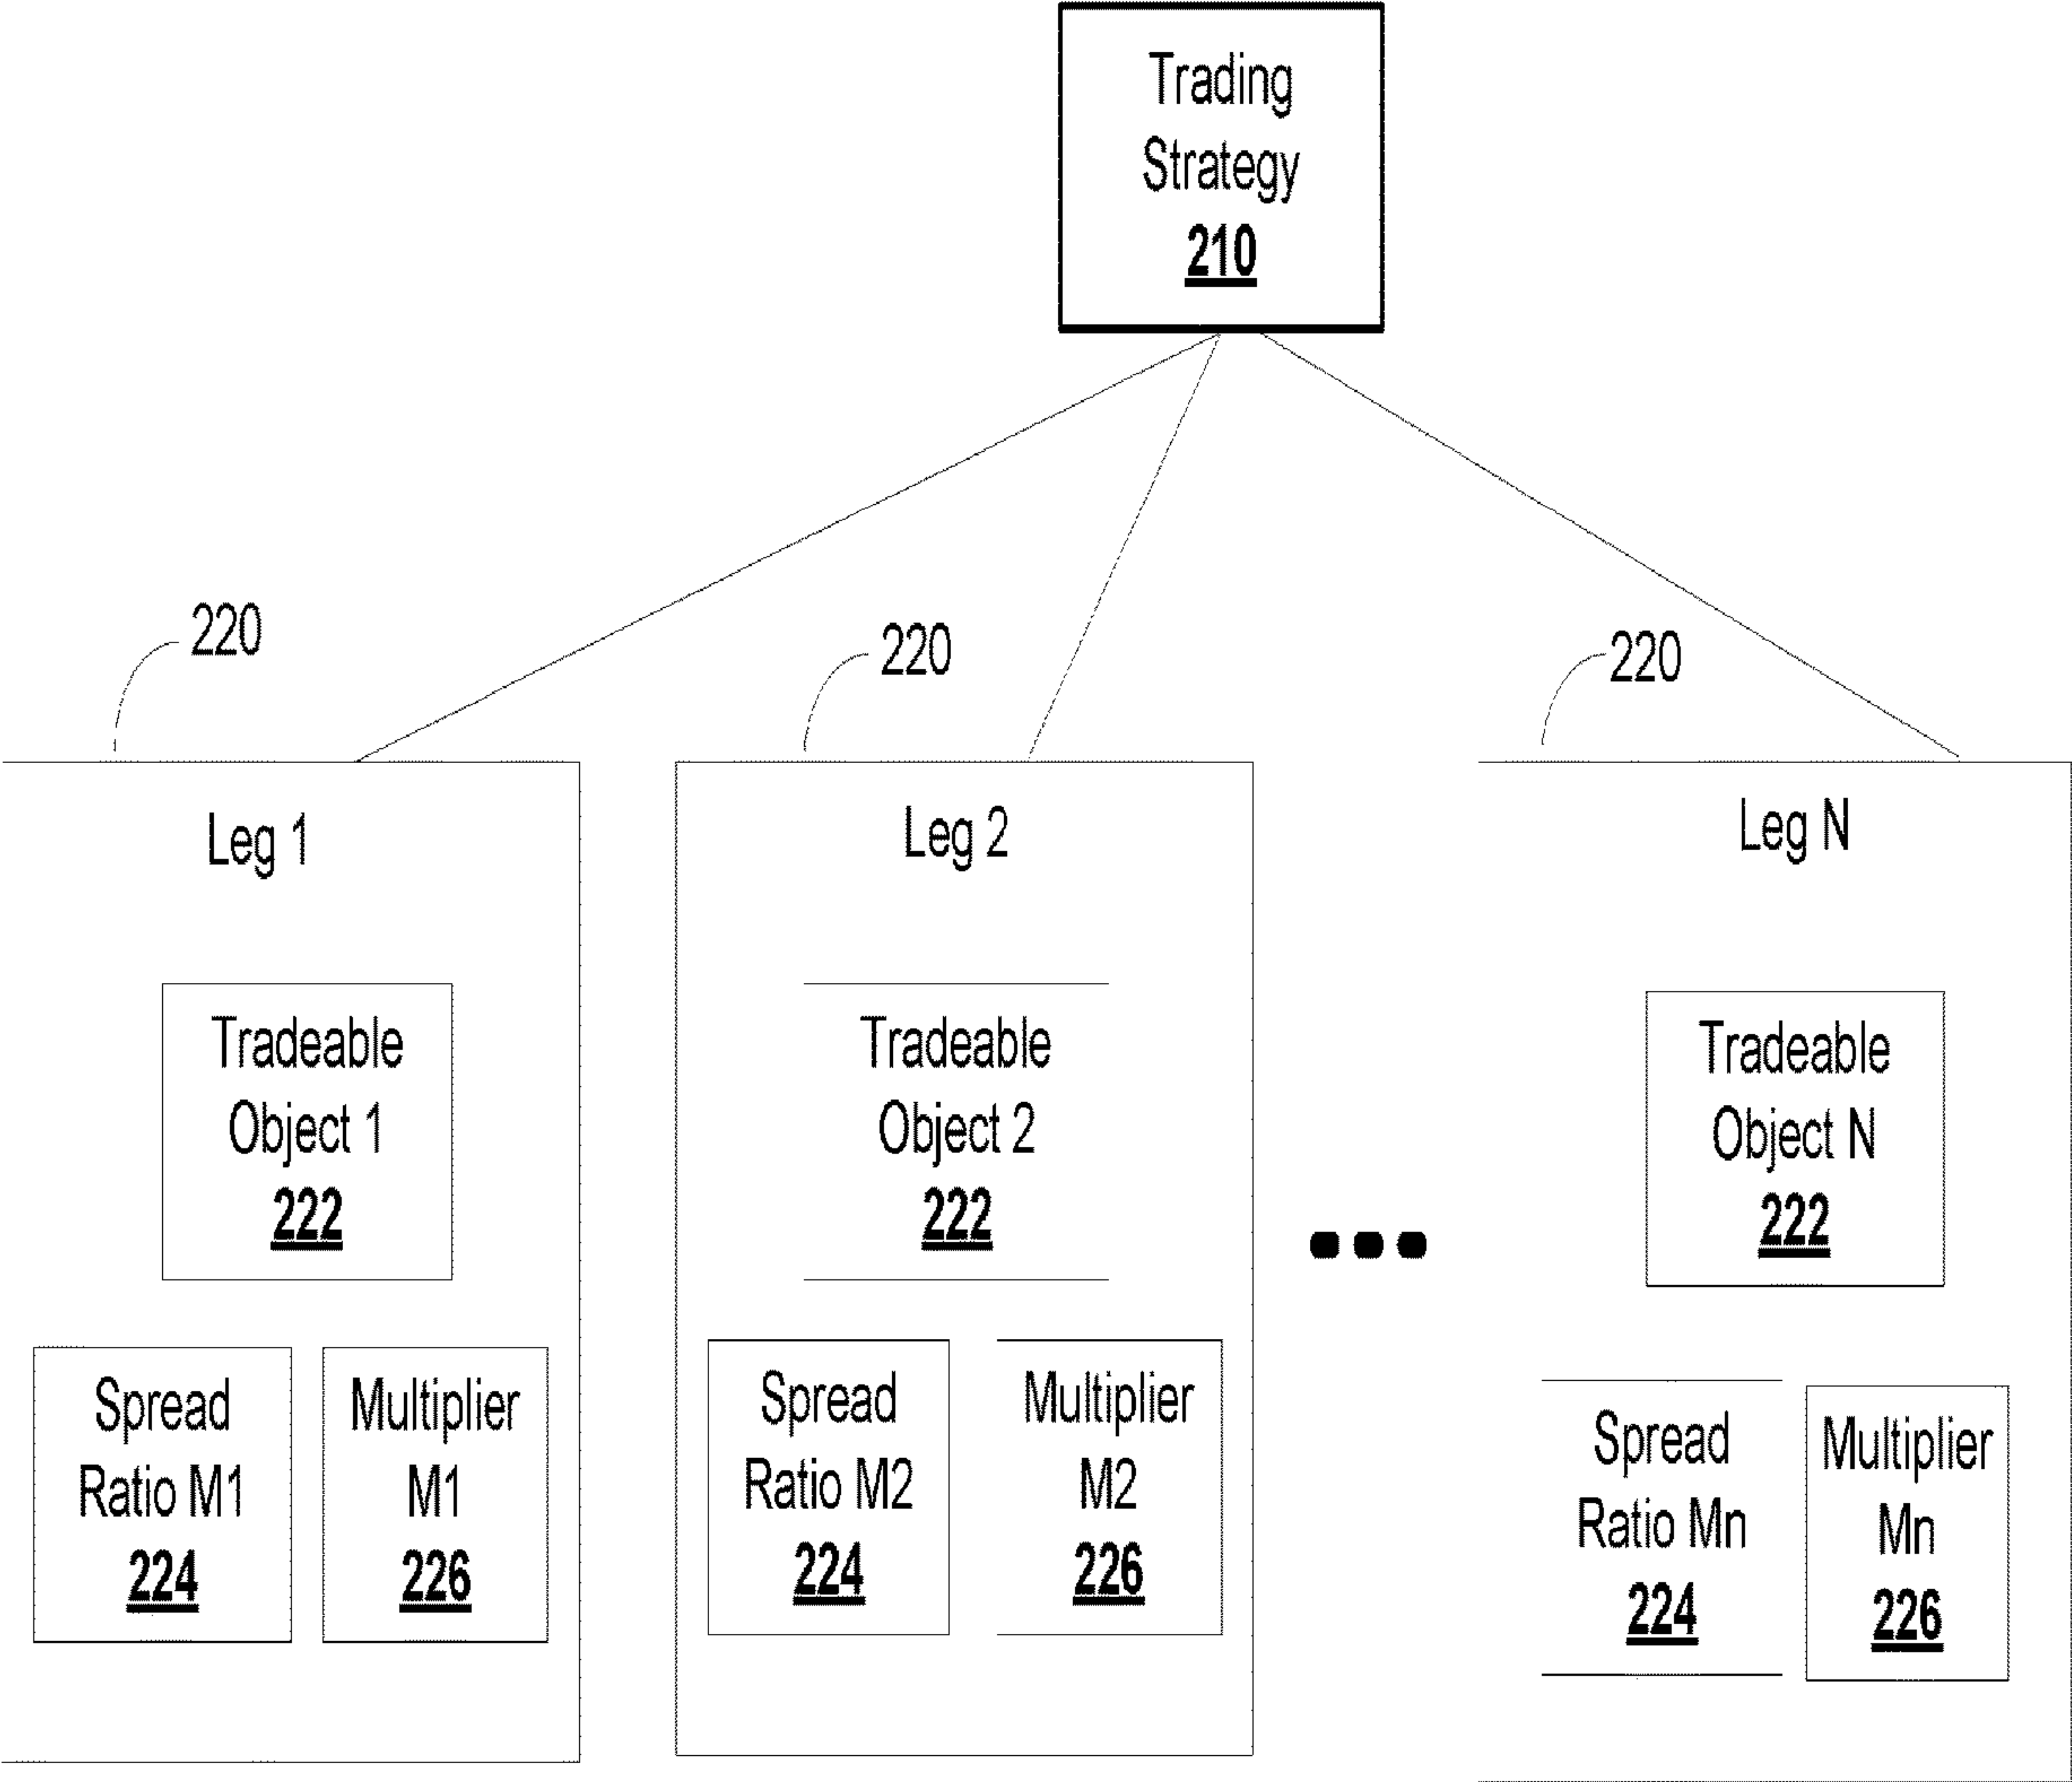 Trading
Strategy
210
220
220
220
Leg 1
Tradeable
Object 1
222
Spread
Ratio M1
224
Multiplier
M1
226
Leg 2
Tradeable
Object 2
222
Spread
Ratio M2
224
Multiplier
M2
226
Leg N
Tradeable
Object N
222
Spread
Ratio Mn
224
Multiplier
Mn
226